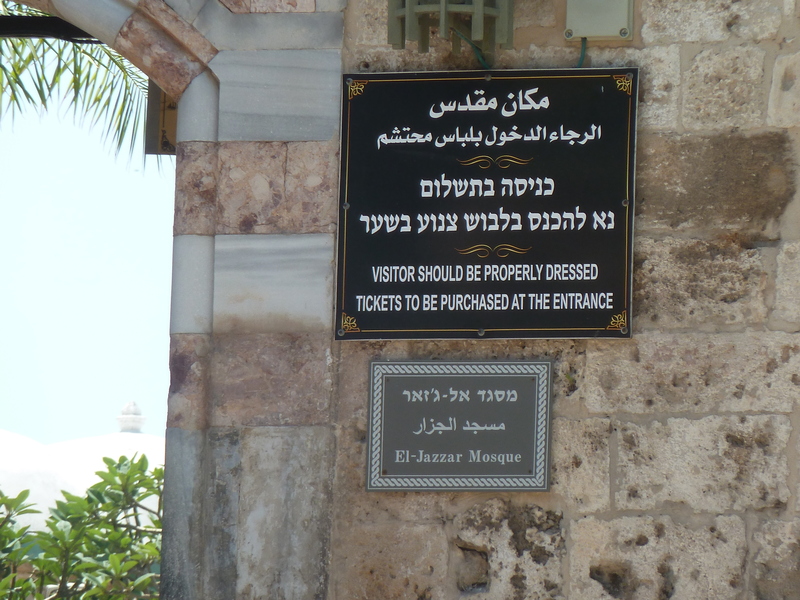 مكان مقدس
الرجاء الدخول بلباس محتشم
כניסה בתשלום
נא להכנס בלבוש צנוע בשער
VISITOR SHOULD BE PROPERLY DRESSED
TICKETS TO BE PURCHASED AT THE ENTRANCE
מסגד אל-ג'זאר
مسجد الجزار
El-Jazzar Mosque